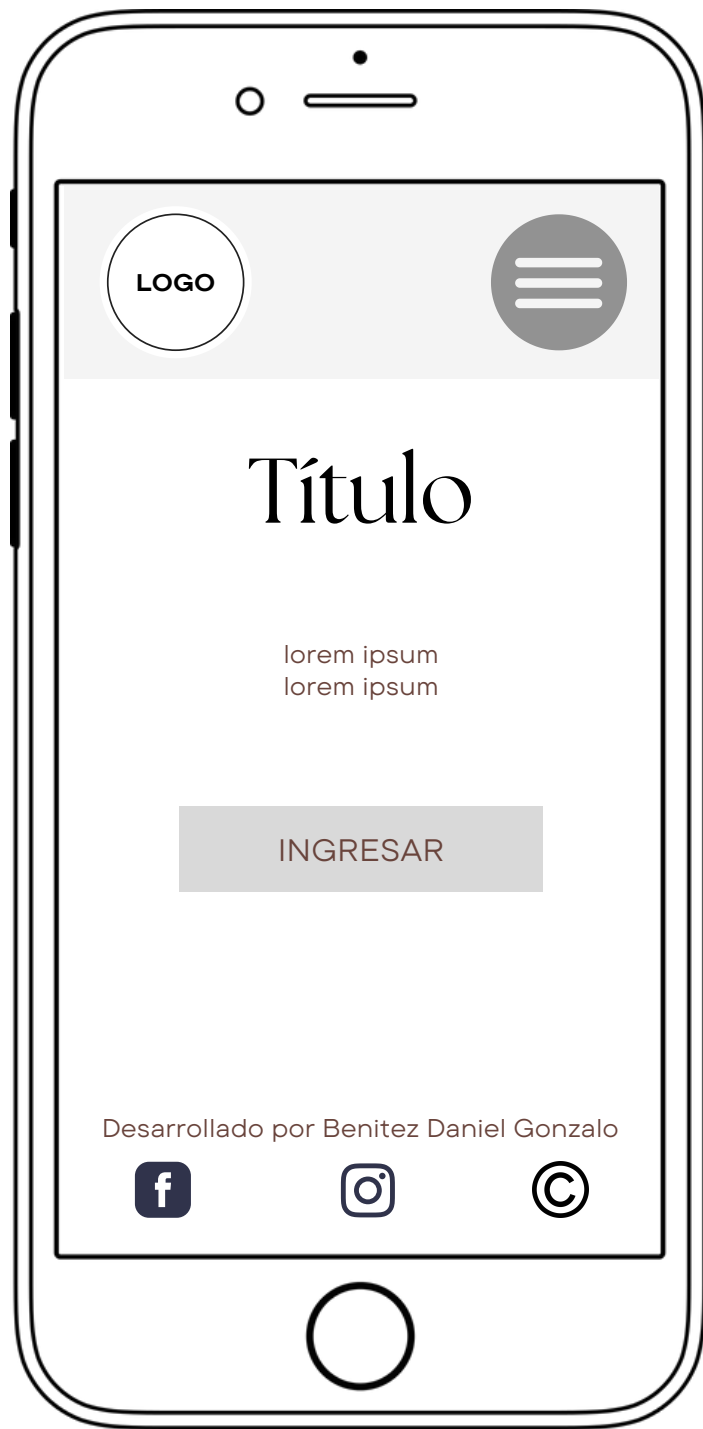 LOGO
Título
lorem ipsum
lorem ipsum
INGRESAR
Desarrollado por Benitez Daniel Gonzalo
f
©